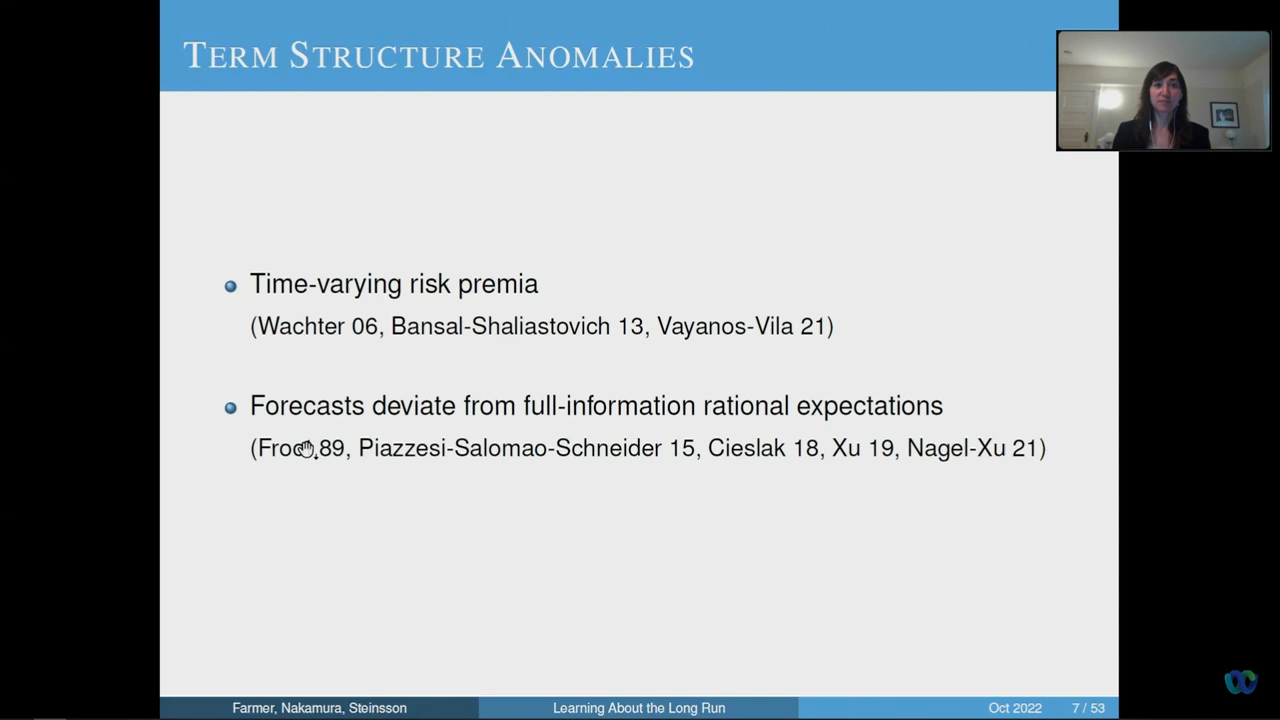 TERM STRUCTURE ANOMALIES
Time-varying risk premia
(Wachter 06, Bansal-Shaliastovich 13, Vayanos-Vila 21)
Forecasts deviate from full-information rational expectations
(Froot 89, Piazzesi-Salomao-Schneider 15, Cieslak 18, Xu 19, Nagel-Xu 21)
Farmer, Nakamura, Steinsson Learning About the Long Run Oct 2022 7 / 53